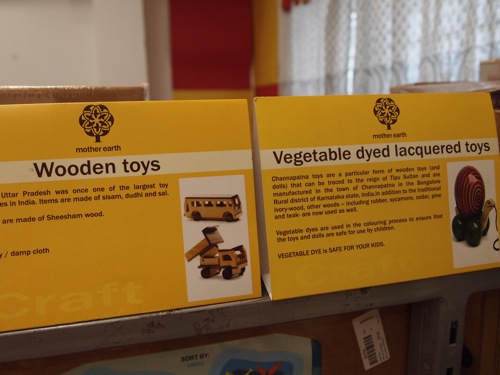 mother earth
Wooden toys
Uttar Pradesh was once one of the largest toy
es in India. Items are made of sisam, dudhi and sal.
are made of Sheesham wood.
y / damp cloth
Craft
mother earth
Vegetable dyed lacquered toys
Channapatna toys are a particular form of wooden toys (and
dolls) that can be traced to the reign of Tipu Sultan and are
manufactured in the town of Channapatna in the Bangalore
Rural district of Karnataka state, India.In addition to the traditional
ivory-wood, other woods – including rubber, sycamore, cedar, pine
and teak- are now used as well.
Vegetable dyes are used in the colouring process to ensure that
the toys and dolls are safe for use by children.
VEGETABLE DYE is SAFE FOR YOUR KIDS.
SORT BY: